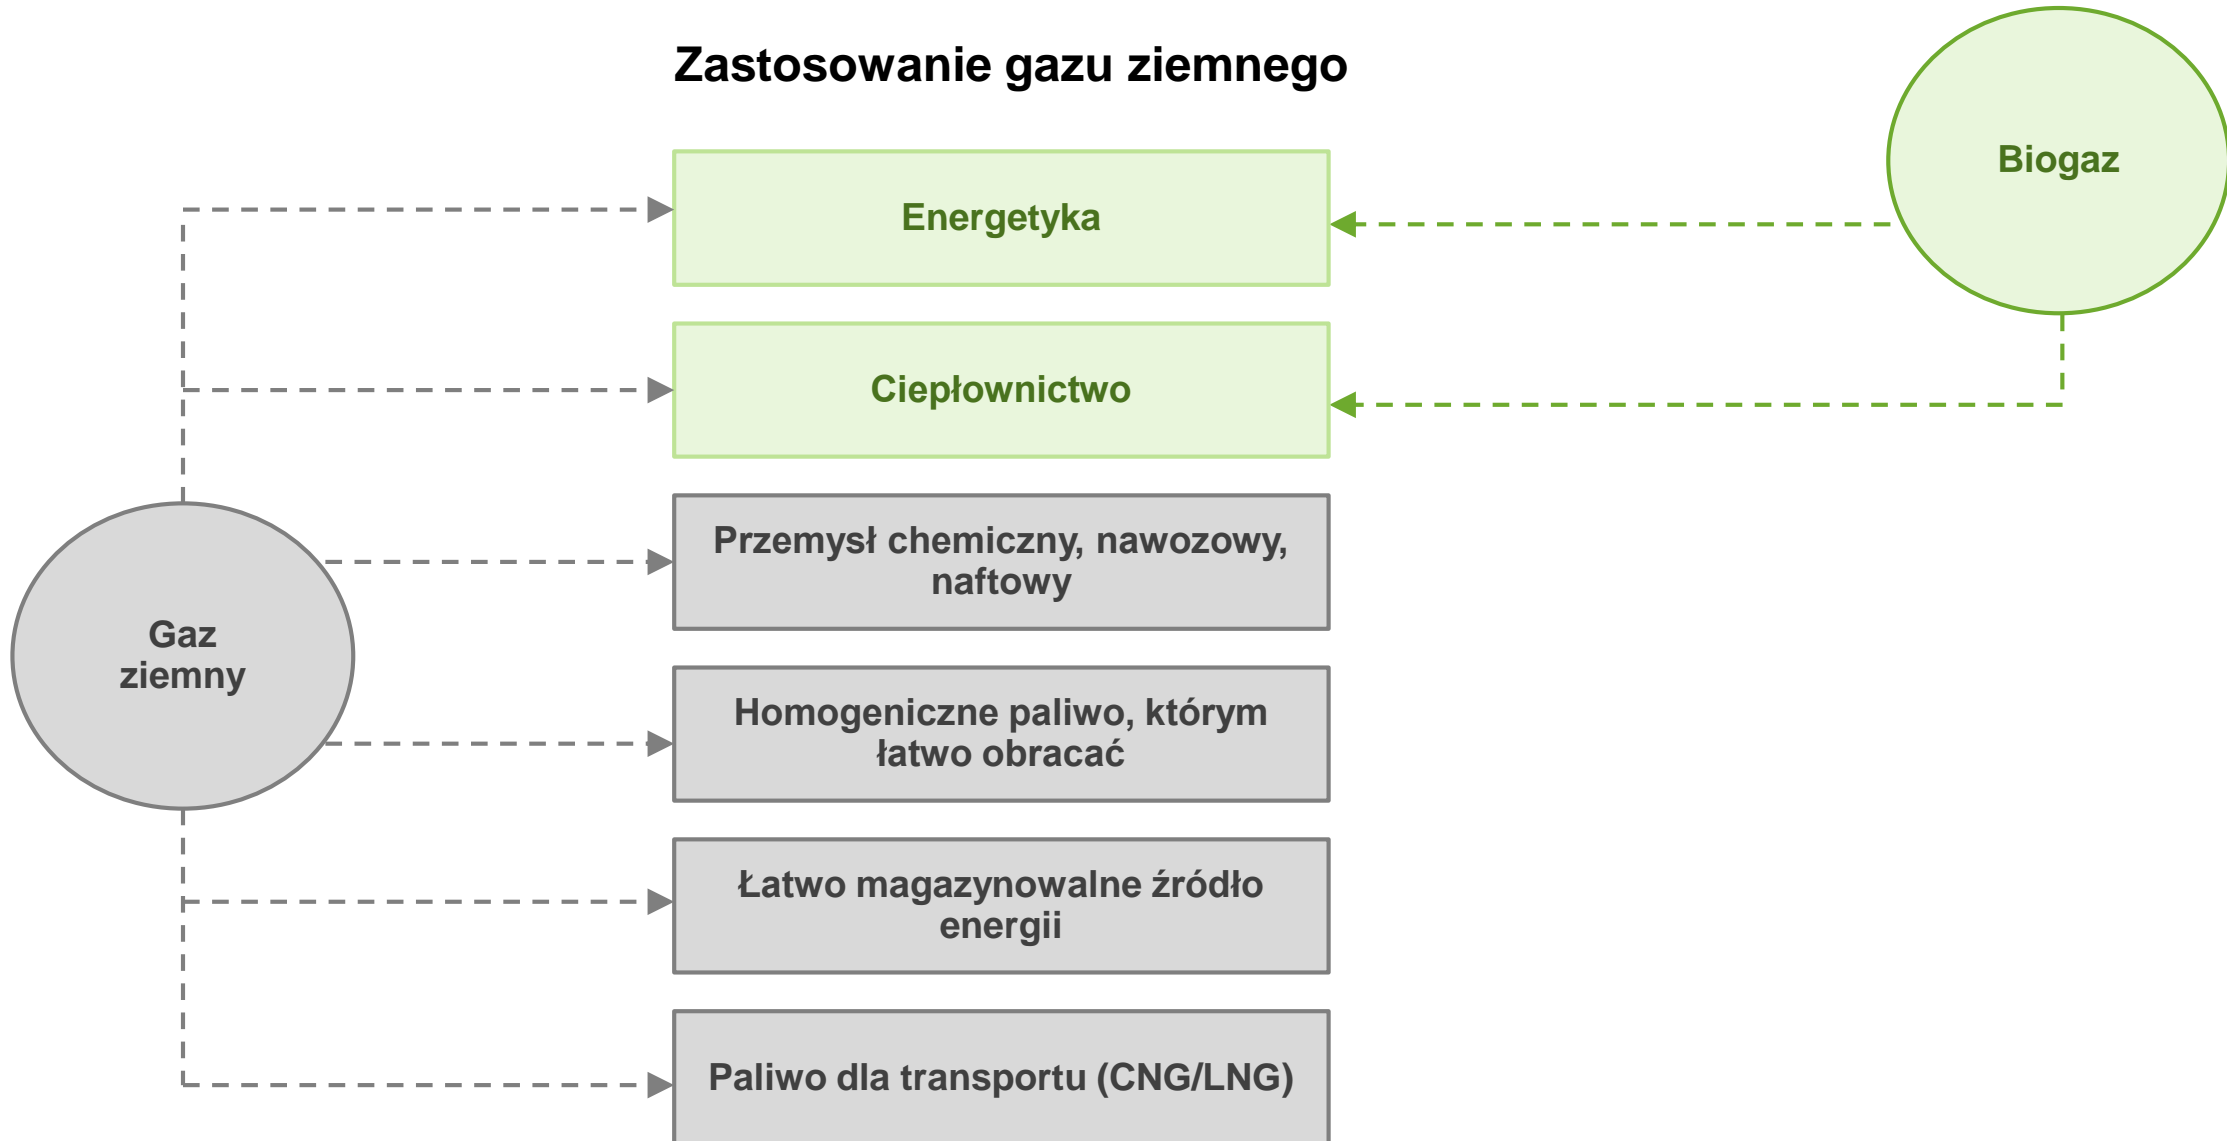 Zastosowanie gazu ziemnego
Biogaz
Energetyka
Ciepłownictwo
Przemysł chemiczny, nawozowy,
naftowy
Gaz
ziemny
Homogeniczne paliwo, którym
łatwo obracać
Łatwo magazynowalne źródło
energii
Paliwo dla transportu (CNG/LNG)